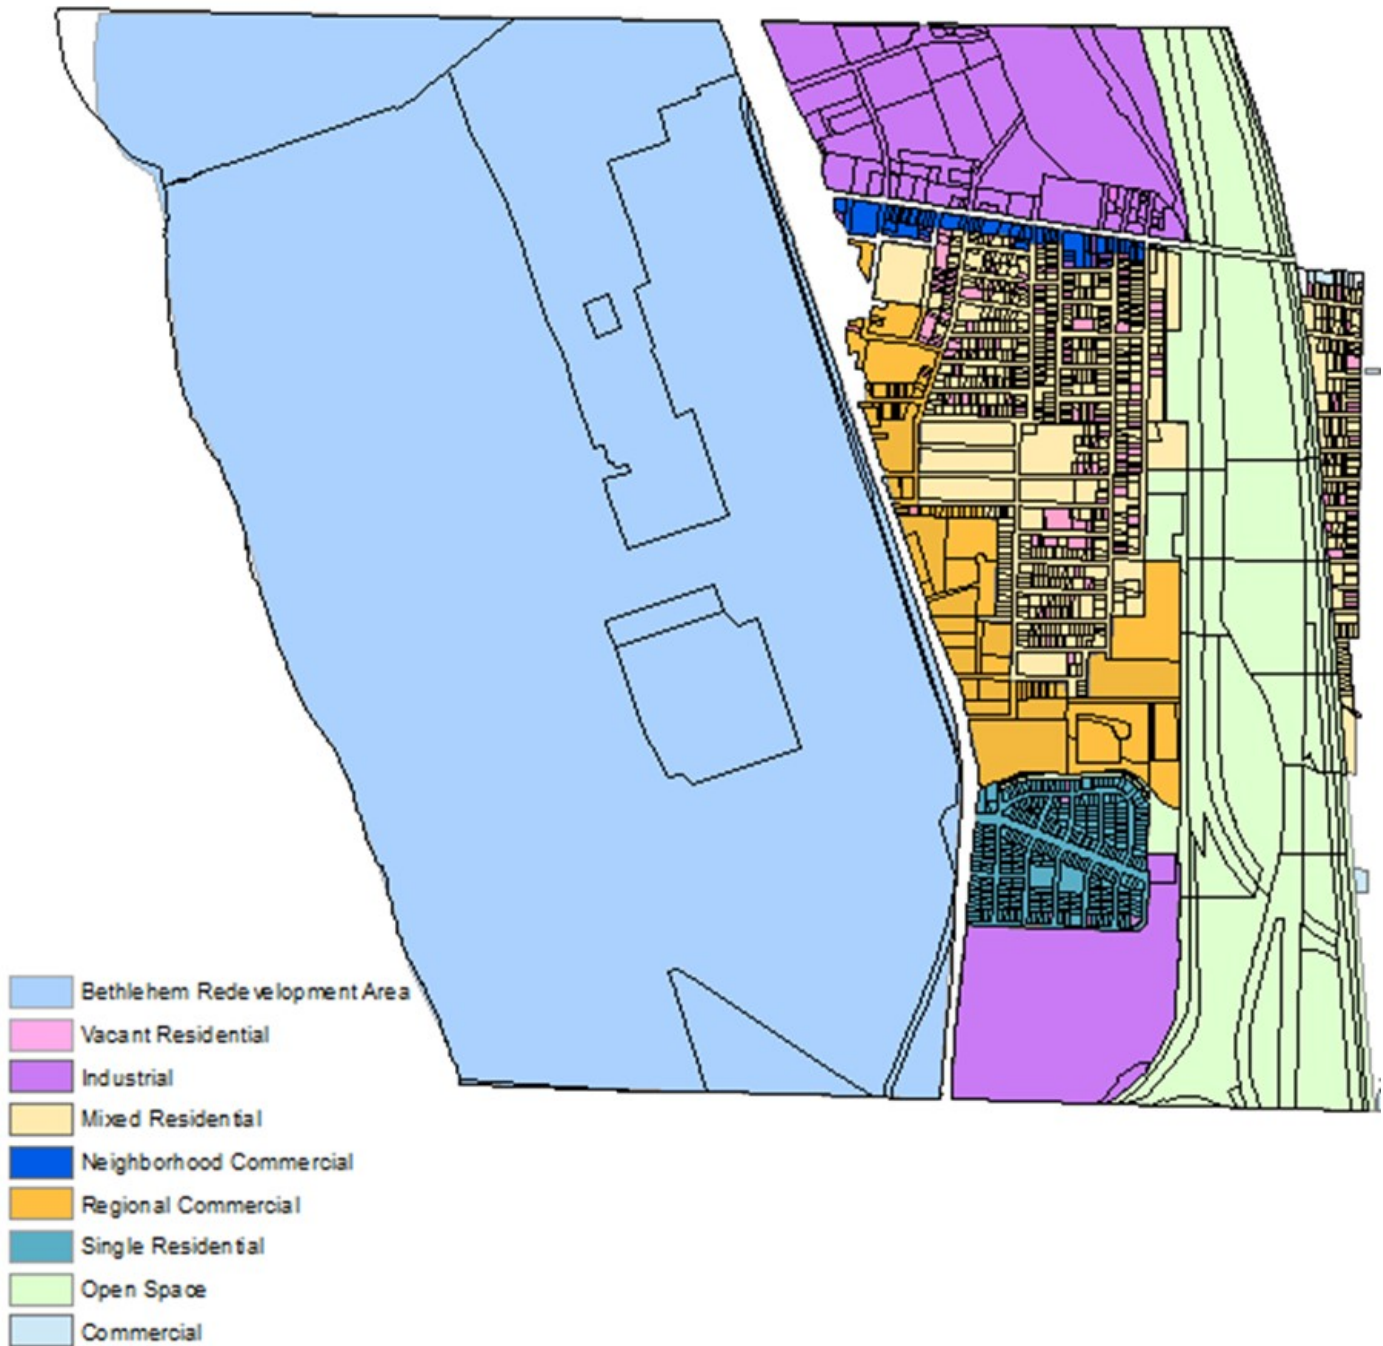 Bethlehem Redevelopment Area
Vacant Residential
Industrial
Mixed Residential
Neighborhood Commercial
Regional Commercial
Single Residential
Open Space
Commercial